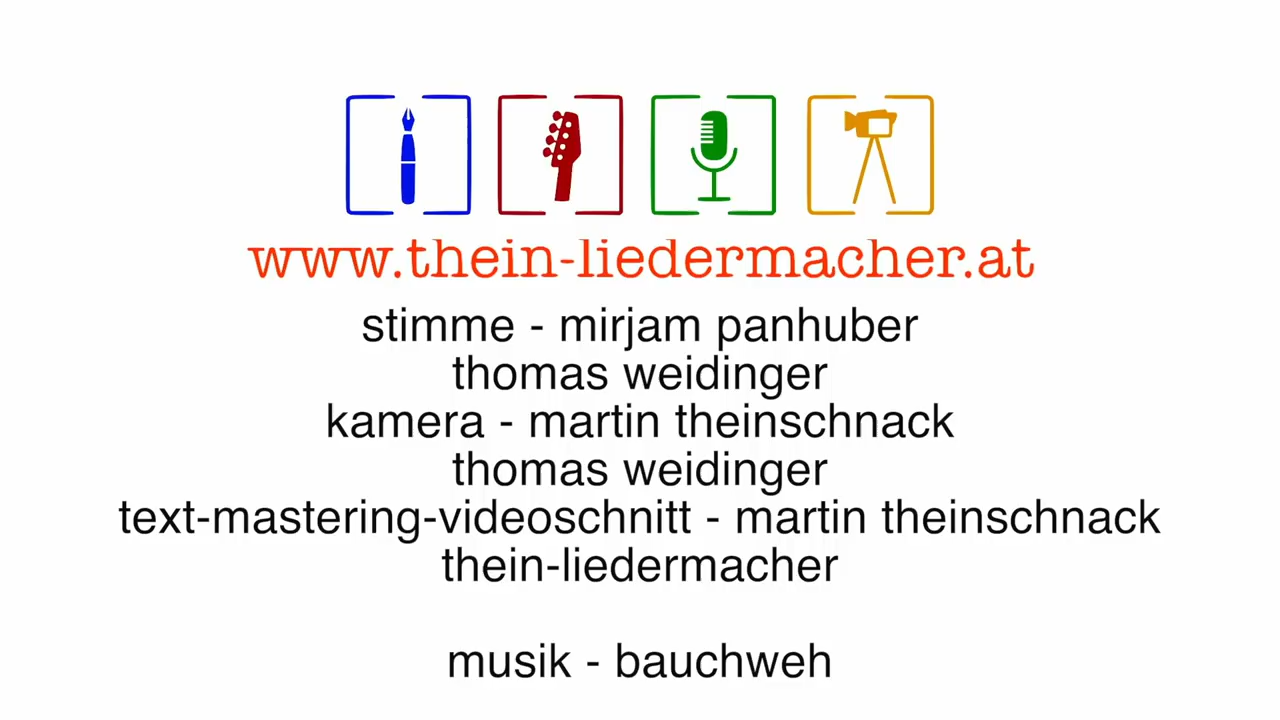 www.thein-liedermacher.at
stimme - mirjam panhuber
thomas weidinger
kamera - martin theinschnack
thomas weidinger
text-mastering-videoschnitt - martin theinschnack
thein-liedermacher
musik - bauchweh